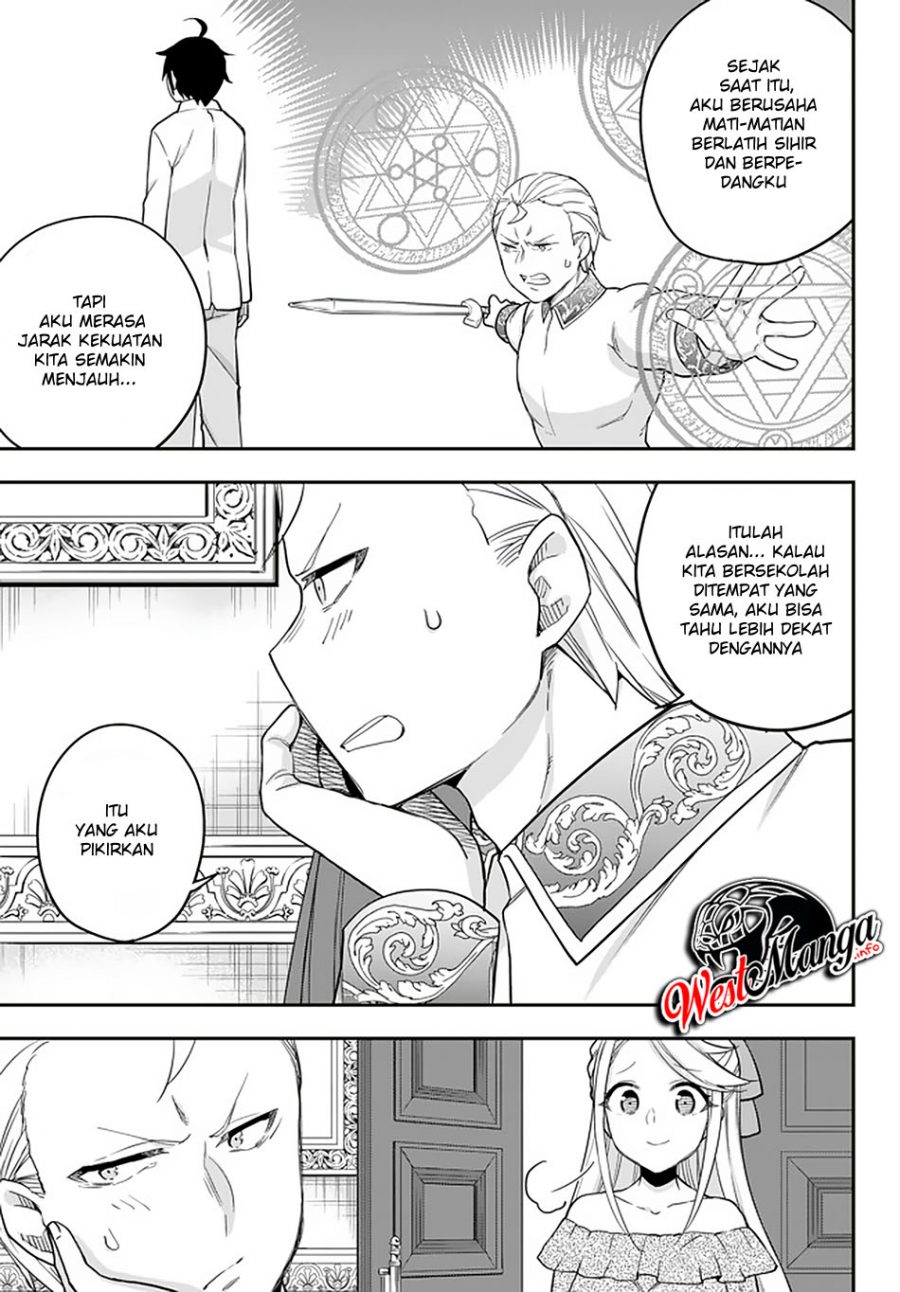 SEJAK
SAAT ITU,
AKU BERUSAHA
MATI-MATIAN
BERLATIH SIHIR
DAN BERPE-
DANGKU
TAPI
AKU MERASA
JARAK KEKUATAN
KITA SEMAKIN
MENJAUH...
ITULAH
ALASAN... KALAU
KITA BERSEKOLAH
DITEMPAT YANG
SAMA, AKU BISA
TAHU LEBIH DEKAT
DENGANNYA
ITU
YANG AKU
PIKIRKAN
WestManga
.info